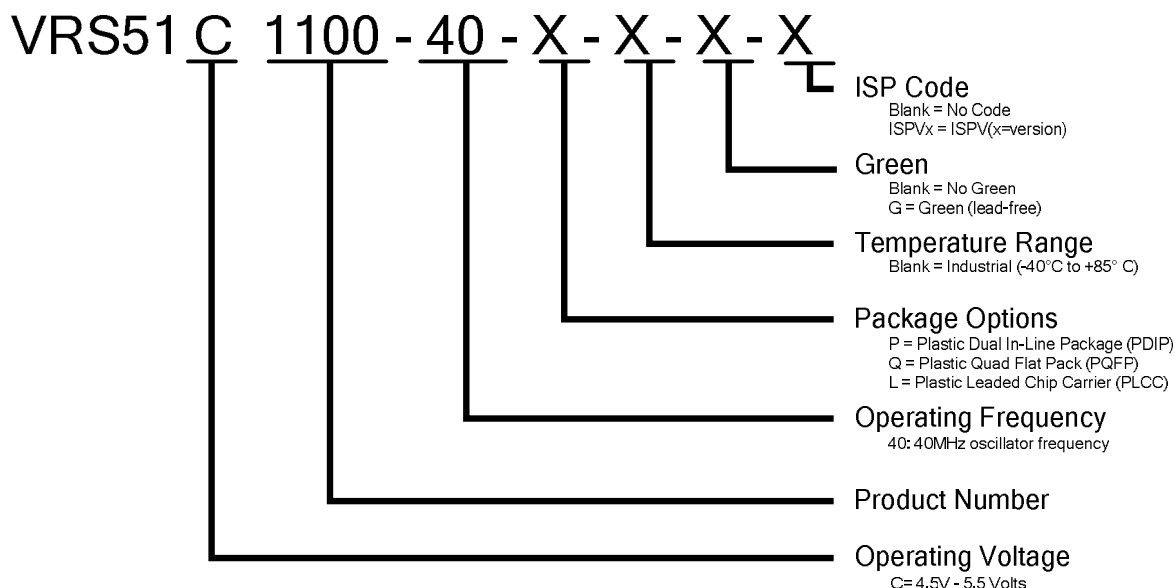 VRS51 C 1100 - 40 - X - X - X - X
ISP Code
Blank = No Code
ISPVx = ISPV(x=version)
Green
Blank = No Green
G = Green (lead-free)
Temperature Range
Blank = Industrial (-40°C to +85° C)
Package Options
P = Plastic Dual In-Line Package (PDIP)
Q = Plastic Quad Flat Pack (PQFP)
L = Plastic Leaded Chip Carrier (PLCC)
Operating Frequency
40: 40MHz oscillator frequency
Product Number
Operating Voltage
C= 4.5V - 5.5 Volts